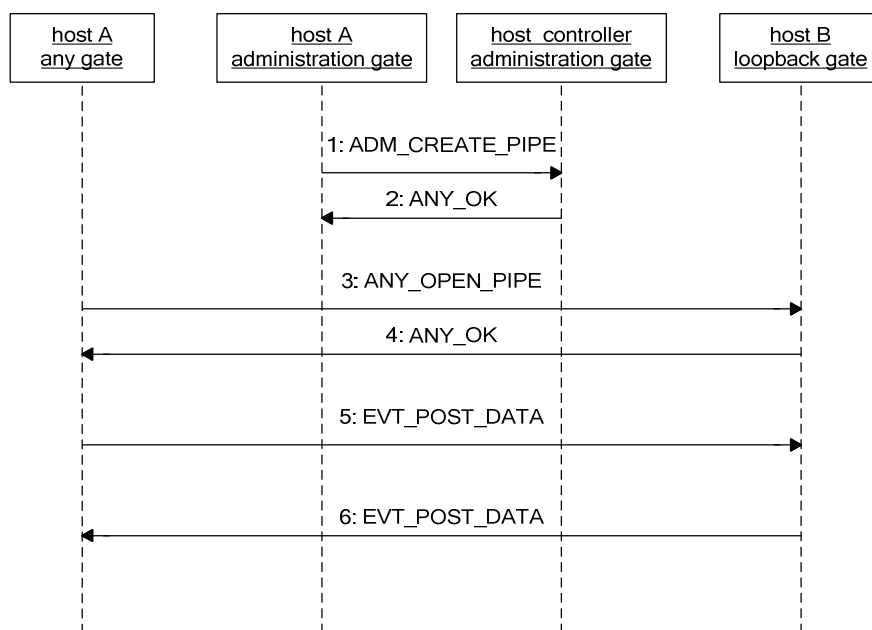 host A
any gate
host A
administration gate
host controller
administration gate
host B
loopback gate
1: ADM_CREATE_PIPE
2: ANY_OK
3: ANY_OPEN_PIPE
4: ANY_OK
5: EVT_POST_DATA
6: EVT_POST_DATA